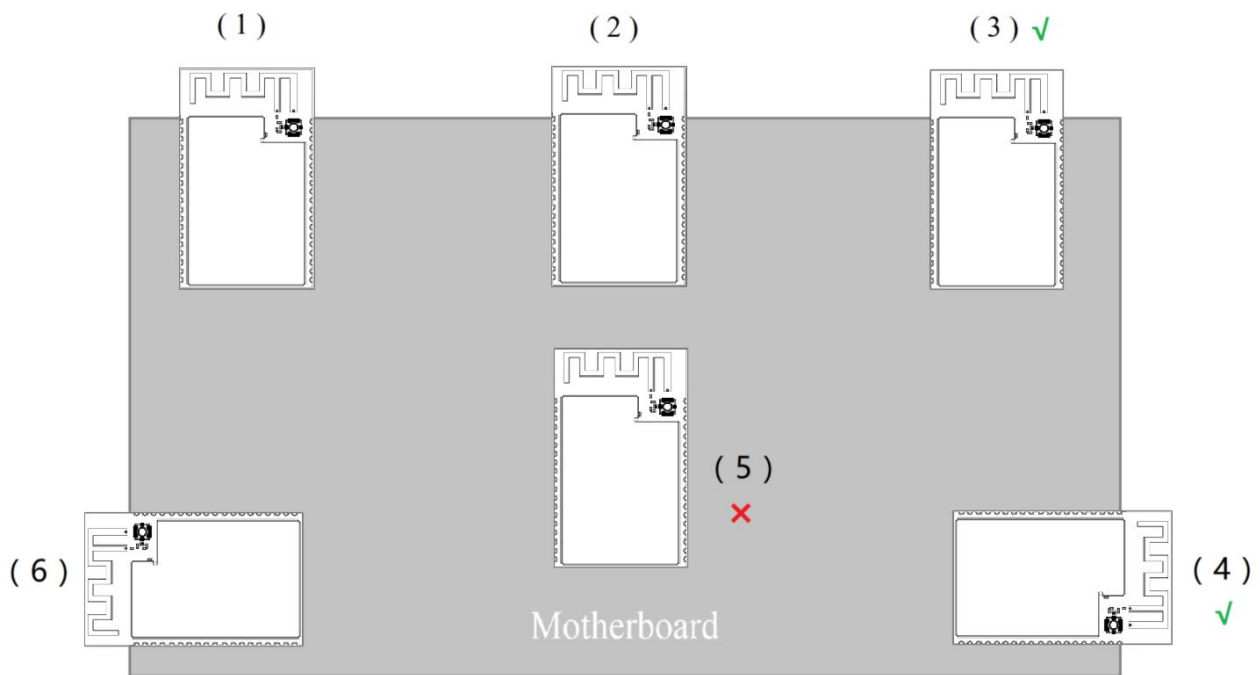 ( 1 )
( 2 )
( 3 ) √
( 5 )
×
( 6 )
( 4 )
√
Motherboard